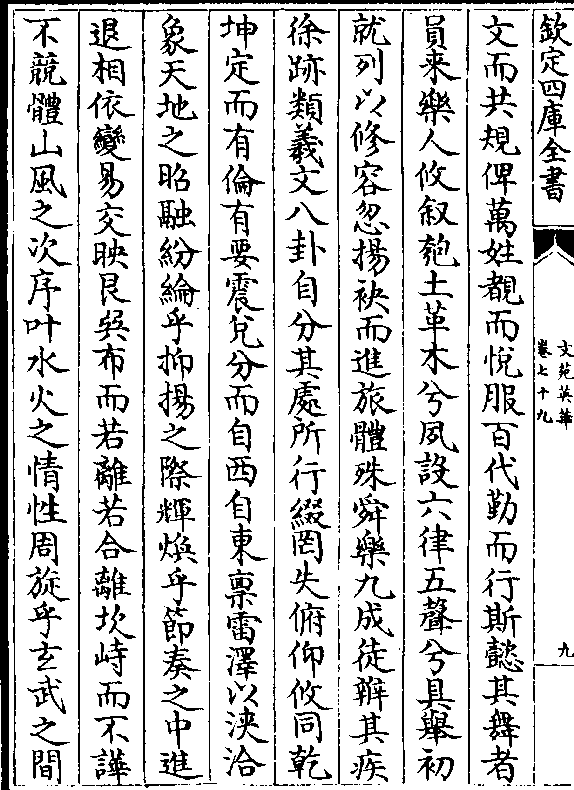 欽定四庫全書
文苑英華
卷七十九
九
文而共規俾萬姓覩而悅服百代勤而行斯懿其舞者
員来樂人攸叙匏土革木兮夙設六律五聲兮具舉初
就列以修容忽揚袂而進旅體殊舜樂九成徒辨其疾
徐跡類羲文八卦自分其處所行綴罔失俯仰攸同乾
坤定而有倫有要震兌分而自西自東禀雷澤以浹洽
象天地之昭融紛綸乎抑揚之際輝煥乎節奏之中進
退相依變易交映艮巽布而若離若合離坎峙而不譁
不競體山風之次序叶水火之情性周旋乎玄武之間